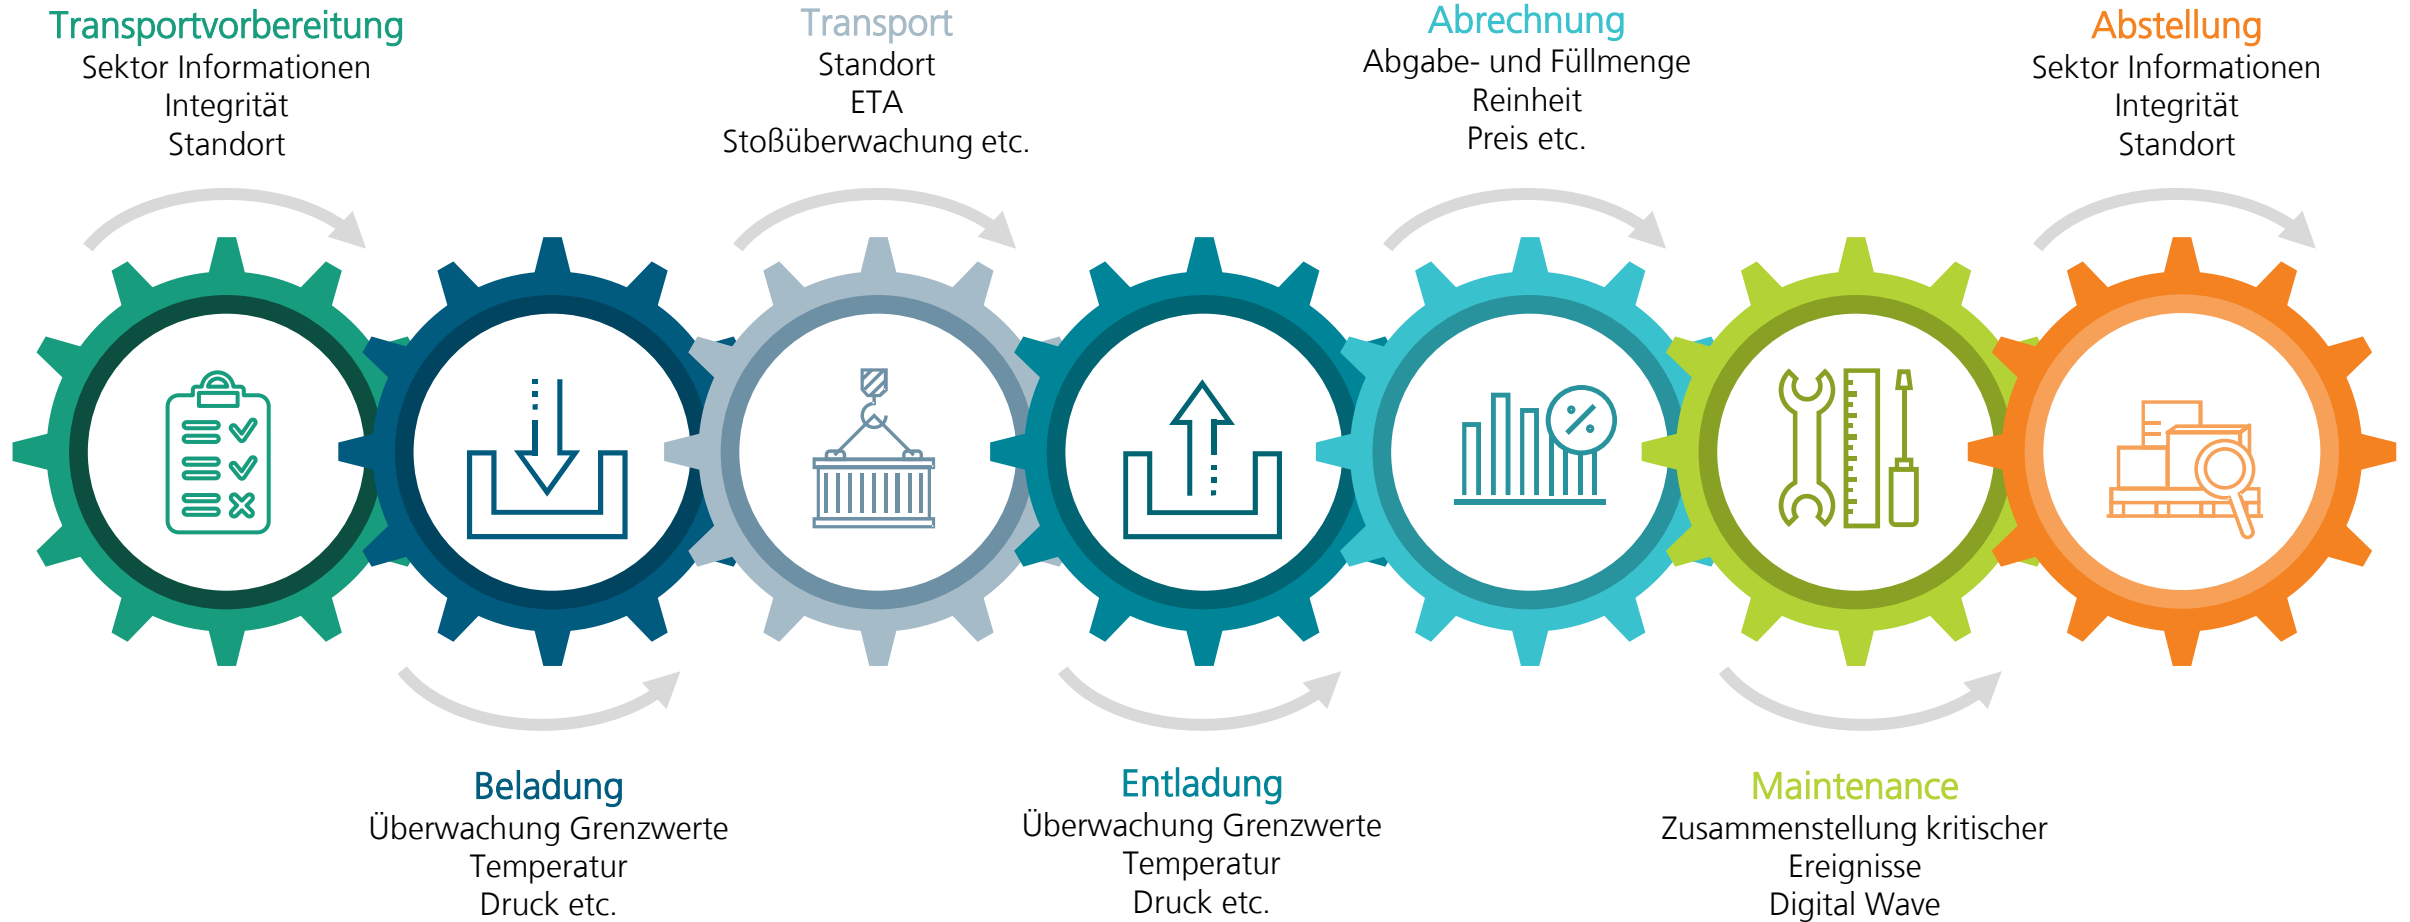 Transportvorbereitung
Sektor Informationen
Integrität
Standort
Beladung
Überwachung Grenzwerte
Temperatur
Druck etc.
Transport
Standort
ETA
Stoßüberwachung etc.
Entladung
Überwachung Grenzwerte
Temperatur
Druck etc.
Abrechnung
Abgabe- und Füllmenge
Reinheit
Preis etc.
%
Maintenance
Zusammenstellung kritischer
Ereignisse
Digital Wave
Abstellung
Sektor Informationen
Integrität
Standort